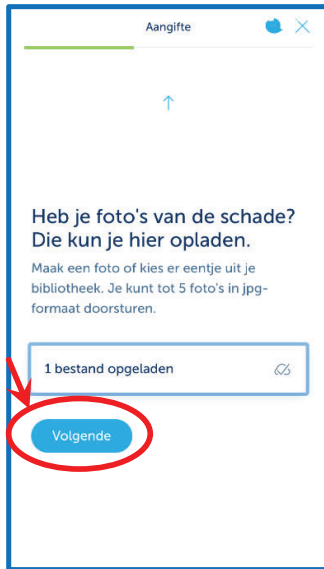 Aangifte
Heb je foto's van de schade?
Die kun je hier opladen.
Maak een foto of kies er eentje uit je
bibliotheek. Je kunt tot 5 foto's in jpg-
formaat doorsturen.
1 bestand opgeladen
Volgende